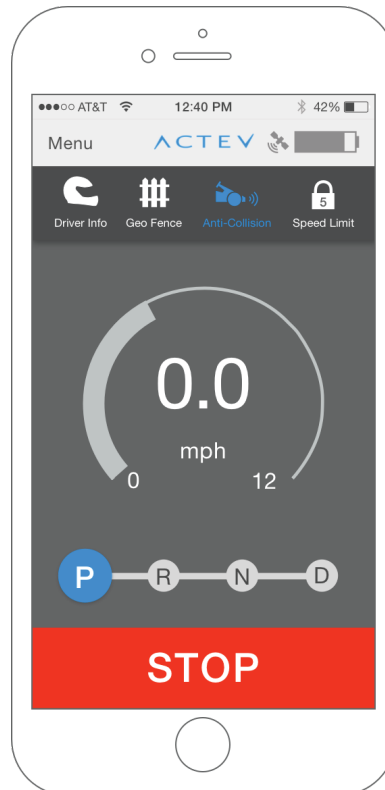 AT&T 12:40 PM 42%
Menu ACTEV
5
Driver Info Geo Fence Anti-Collision Speed Limit
0.0
mph
0 12
P R N D
STOP